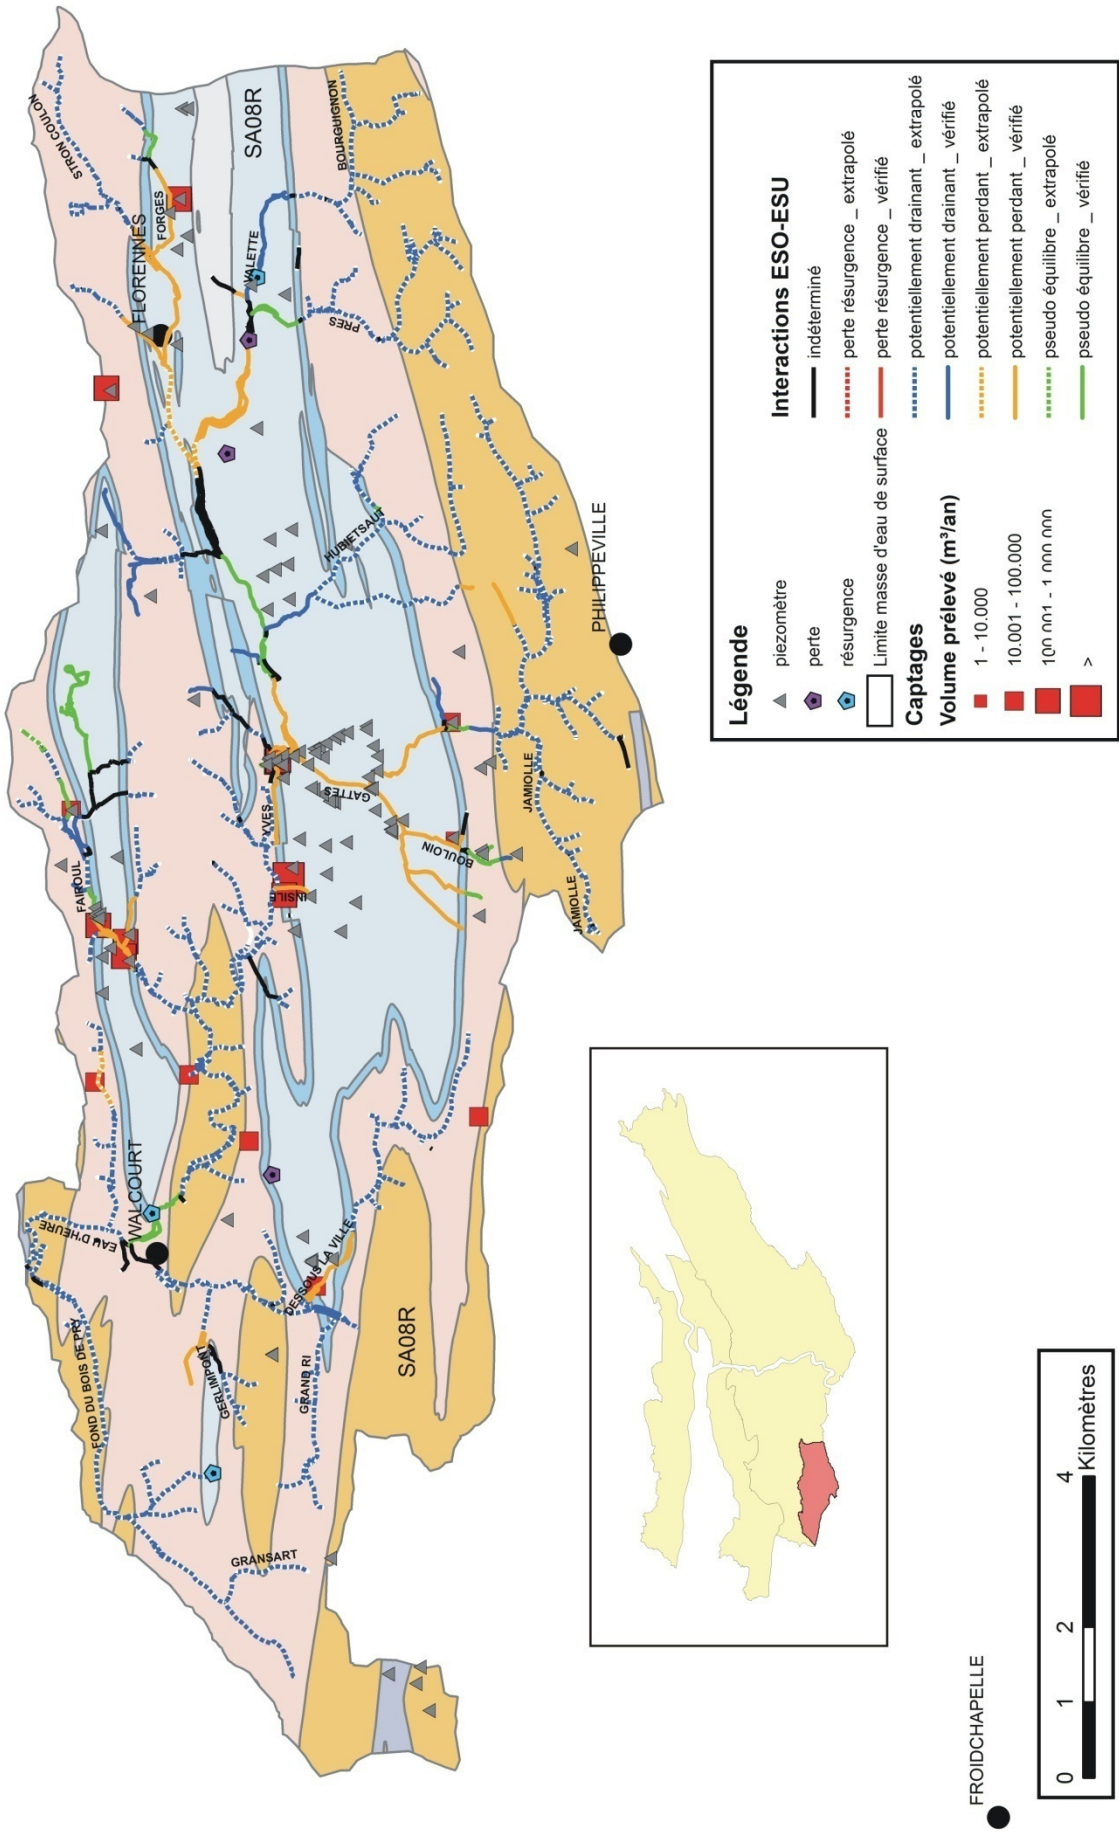 STRON COULON
FLORENNES
FORGES
SA08R
VALETTE
BOURGUIGNON
PRES
HUBIETSAUT
PHILIPPEVILLE
FAIROUL
YVES
GATTES
INSILE
BOULOIN
JAMIOLLE
JAMIOLLE
WALCOURT
EAU D'HEURE
FOND DU BOIS DE PRY
DESSOUS LA VILLE
GERLIMPONT
GRAND RI
SA08R
GRANSART
FROIDCHAPELLE
0 1 2 4
Kilomètres
Légende
piezomètre
perte
résurgence
Limite masse d'eau de surface
Captages
Volume prélevé (m³/an)
1 - 10.000
10.001 - 100.000
100 001 - 1 000 000
>
Interactions ESO-ESU
indéterminé
perte résurgence _ extrapolé
perte résurgence _ vérifié
potentiellement drainant _ extrapolé
potentiellement drainant _ vérifié
potentiellement perdant _ extrapolé
potentiellement perdant _ vérifié
pseudo équilibre _ extrapolé
pseudo équilibre _ vérifié